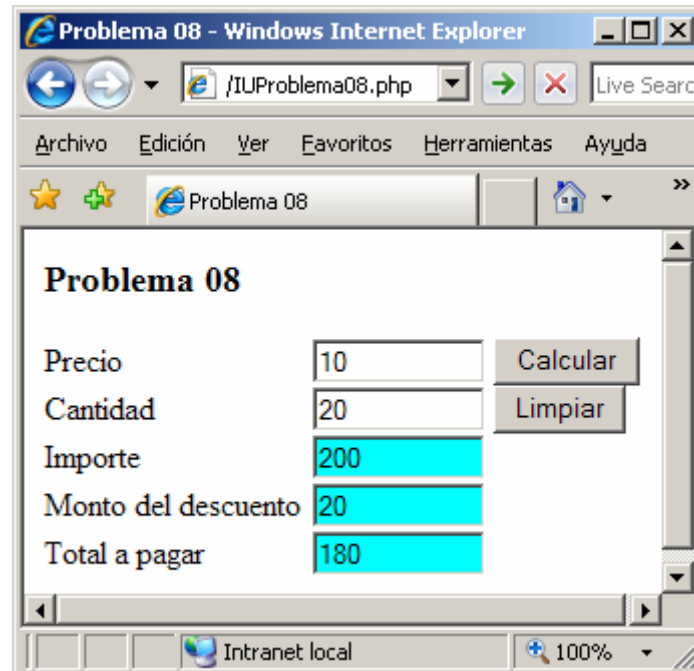 Problema 08 - Windows Internet Explorer
/IUProblema08.php
Live Searc
Archivo Edición Ver Favoritos Herramientas Ayuda
Problema 08 »
Problema 08
Precio 10 Calcular
Cantidad 20 Limpiar
Importe 200
Monto del descuento 20
Total a pagar 180
Intranet local 100%